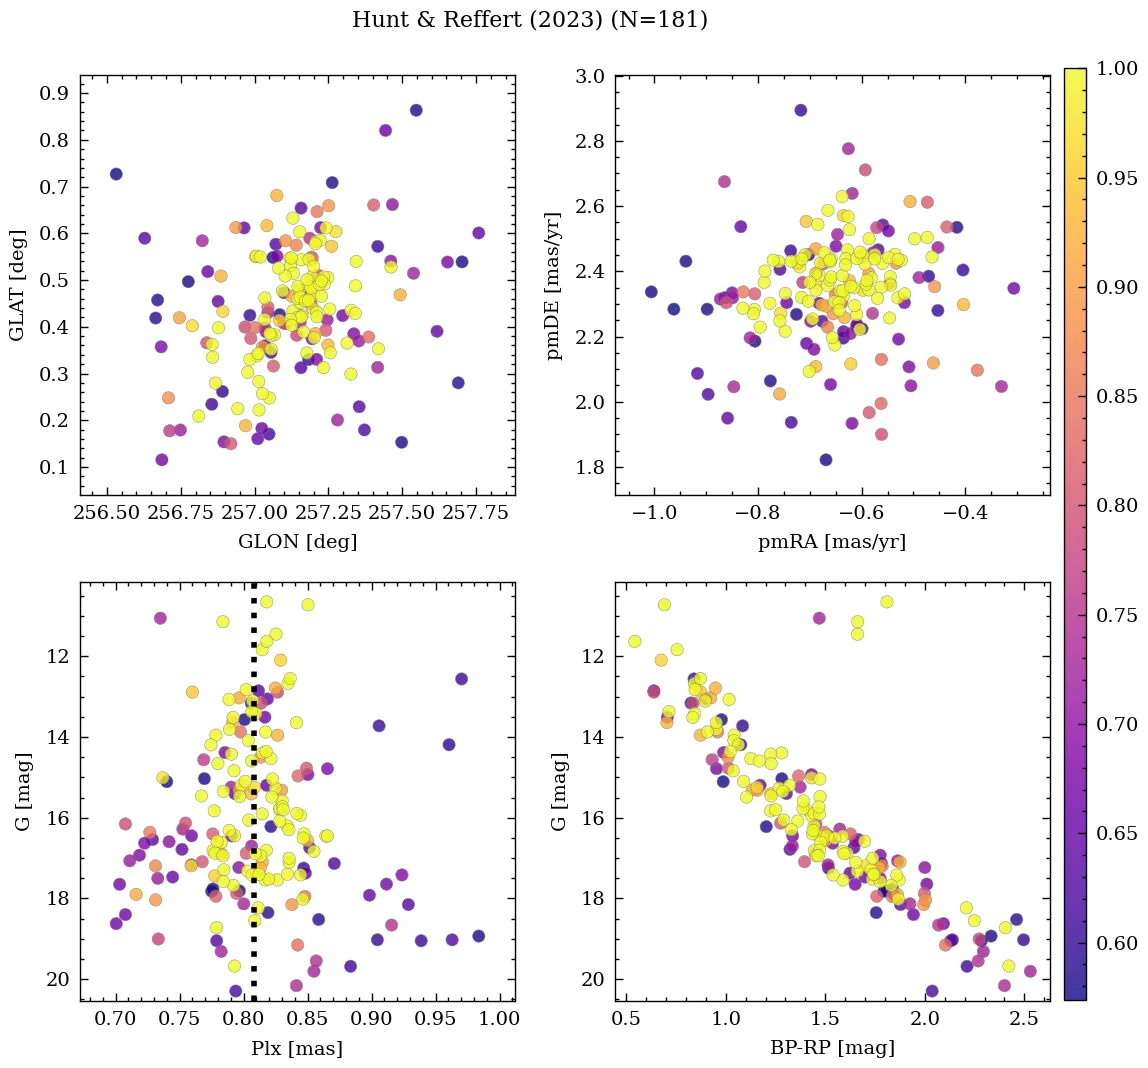 Hunt & Reffert (2023) (N=181)
0.9
0.8
0.7
0.6
0.5
0.4
0.3
0.2
0.1
GLAT [deg]
256.50 256.75 257.00 257.25 257.50 257.75
GLON [deg]
3.0
2.8
2.6
2.4
2.2
2.0
1.8
pmDE [mas/yr]
−1.0 −0.8 −0.6 −0.4
pmRA [mas/yr]
1.00
0.95
0.90
0.85
0.80
0.75
0.70
0.65
0.60
12
14
16
18
20
G [mag]
0.70 0.75 0.80 0.85 0.90 0.95 1.00
Plx [mas]
12
14
16
18
20
G [mag]
0.5 1.0 1.5 2.0 2.5
BP-RP [mag]